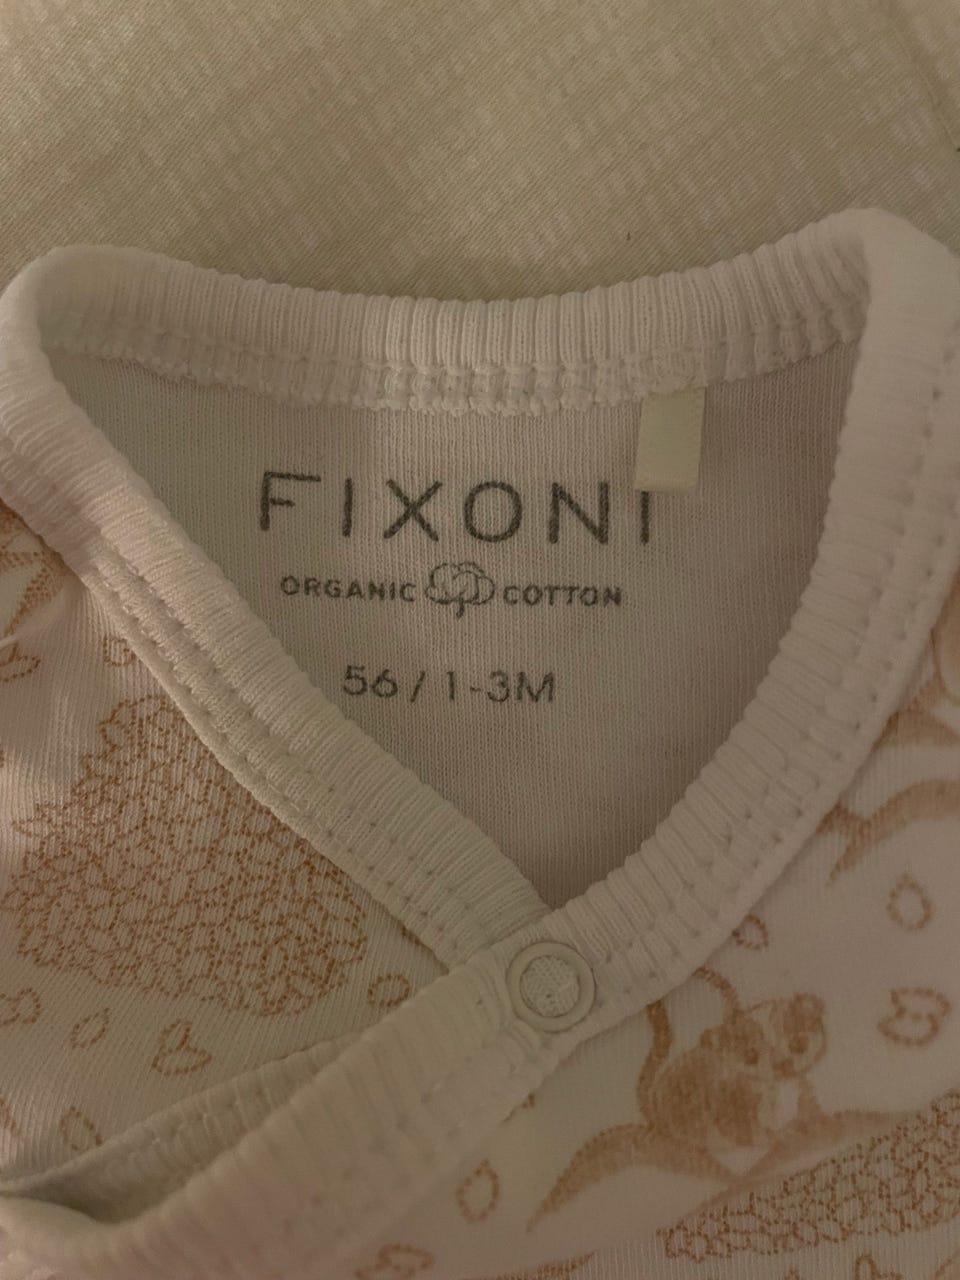 FIXONI
ORGANIC COTTON
56 / 1-3M